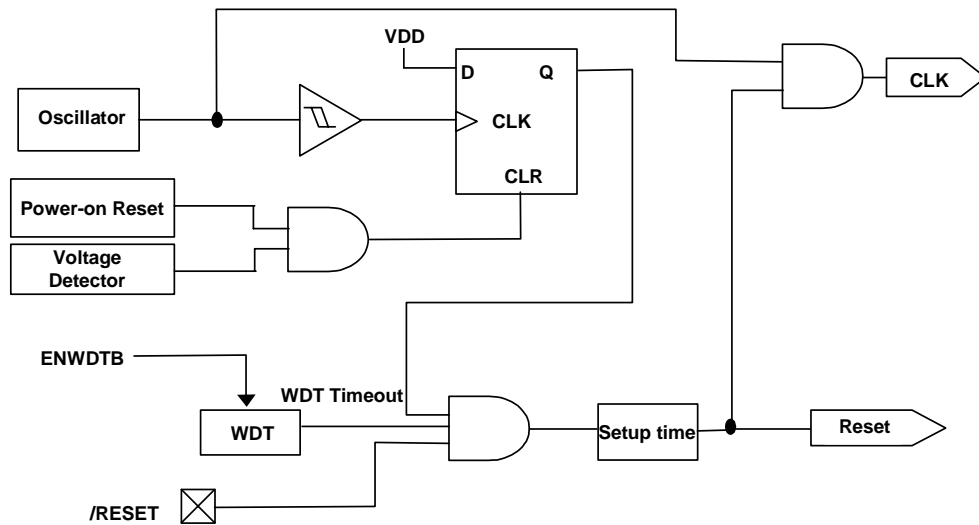 VDD
D
Q
CLK
Oscillator
CLK
CLR
Power-on Reset
Voltage
Detector
ENWDTB
WDT Timeout
WDT
Setup time
Reset
/RESET